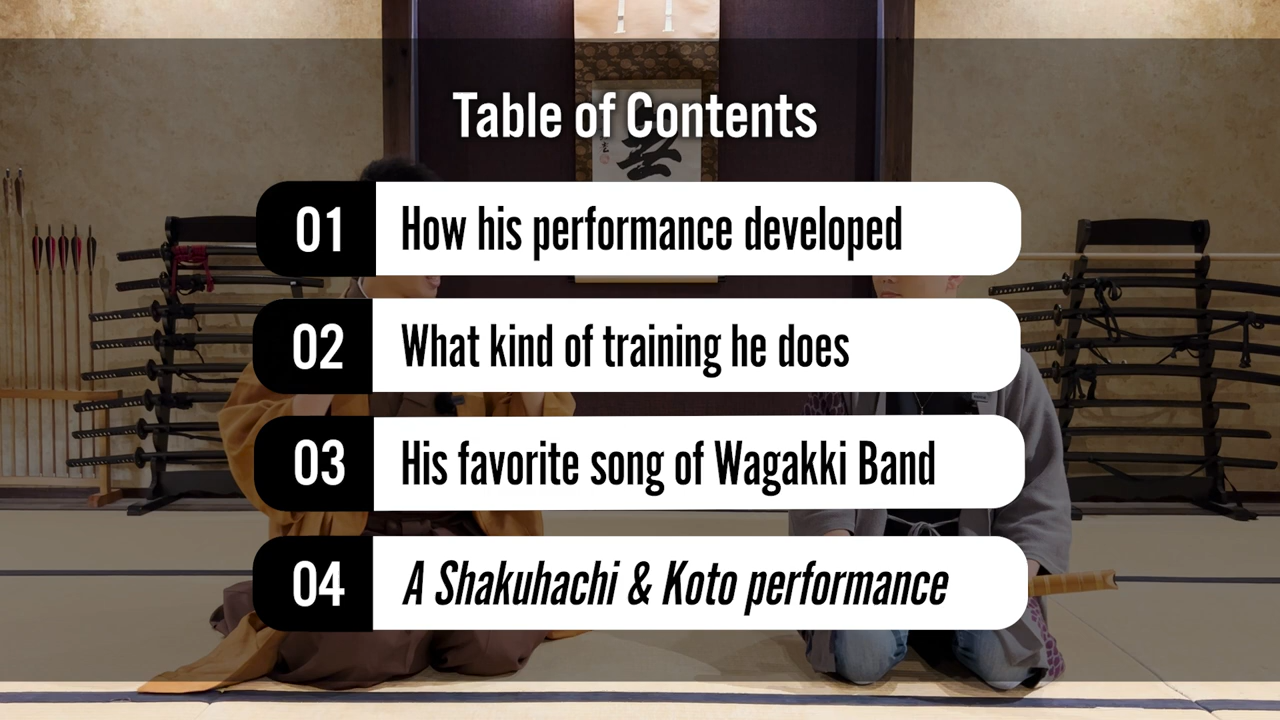 Table of Contents
01 How his performance developed
02 What kind of training he does
03 His favorite song of Wagakki Band
04 A Shakuhachi & Koto performance